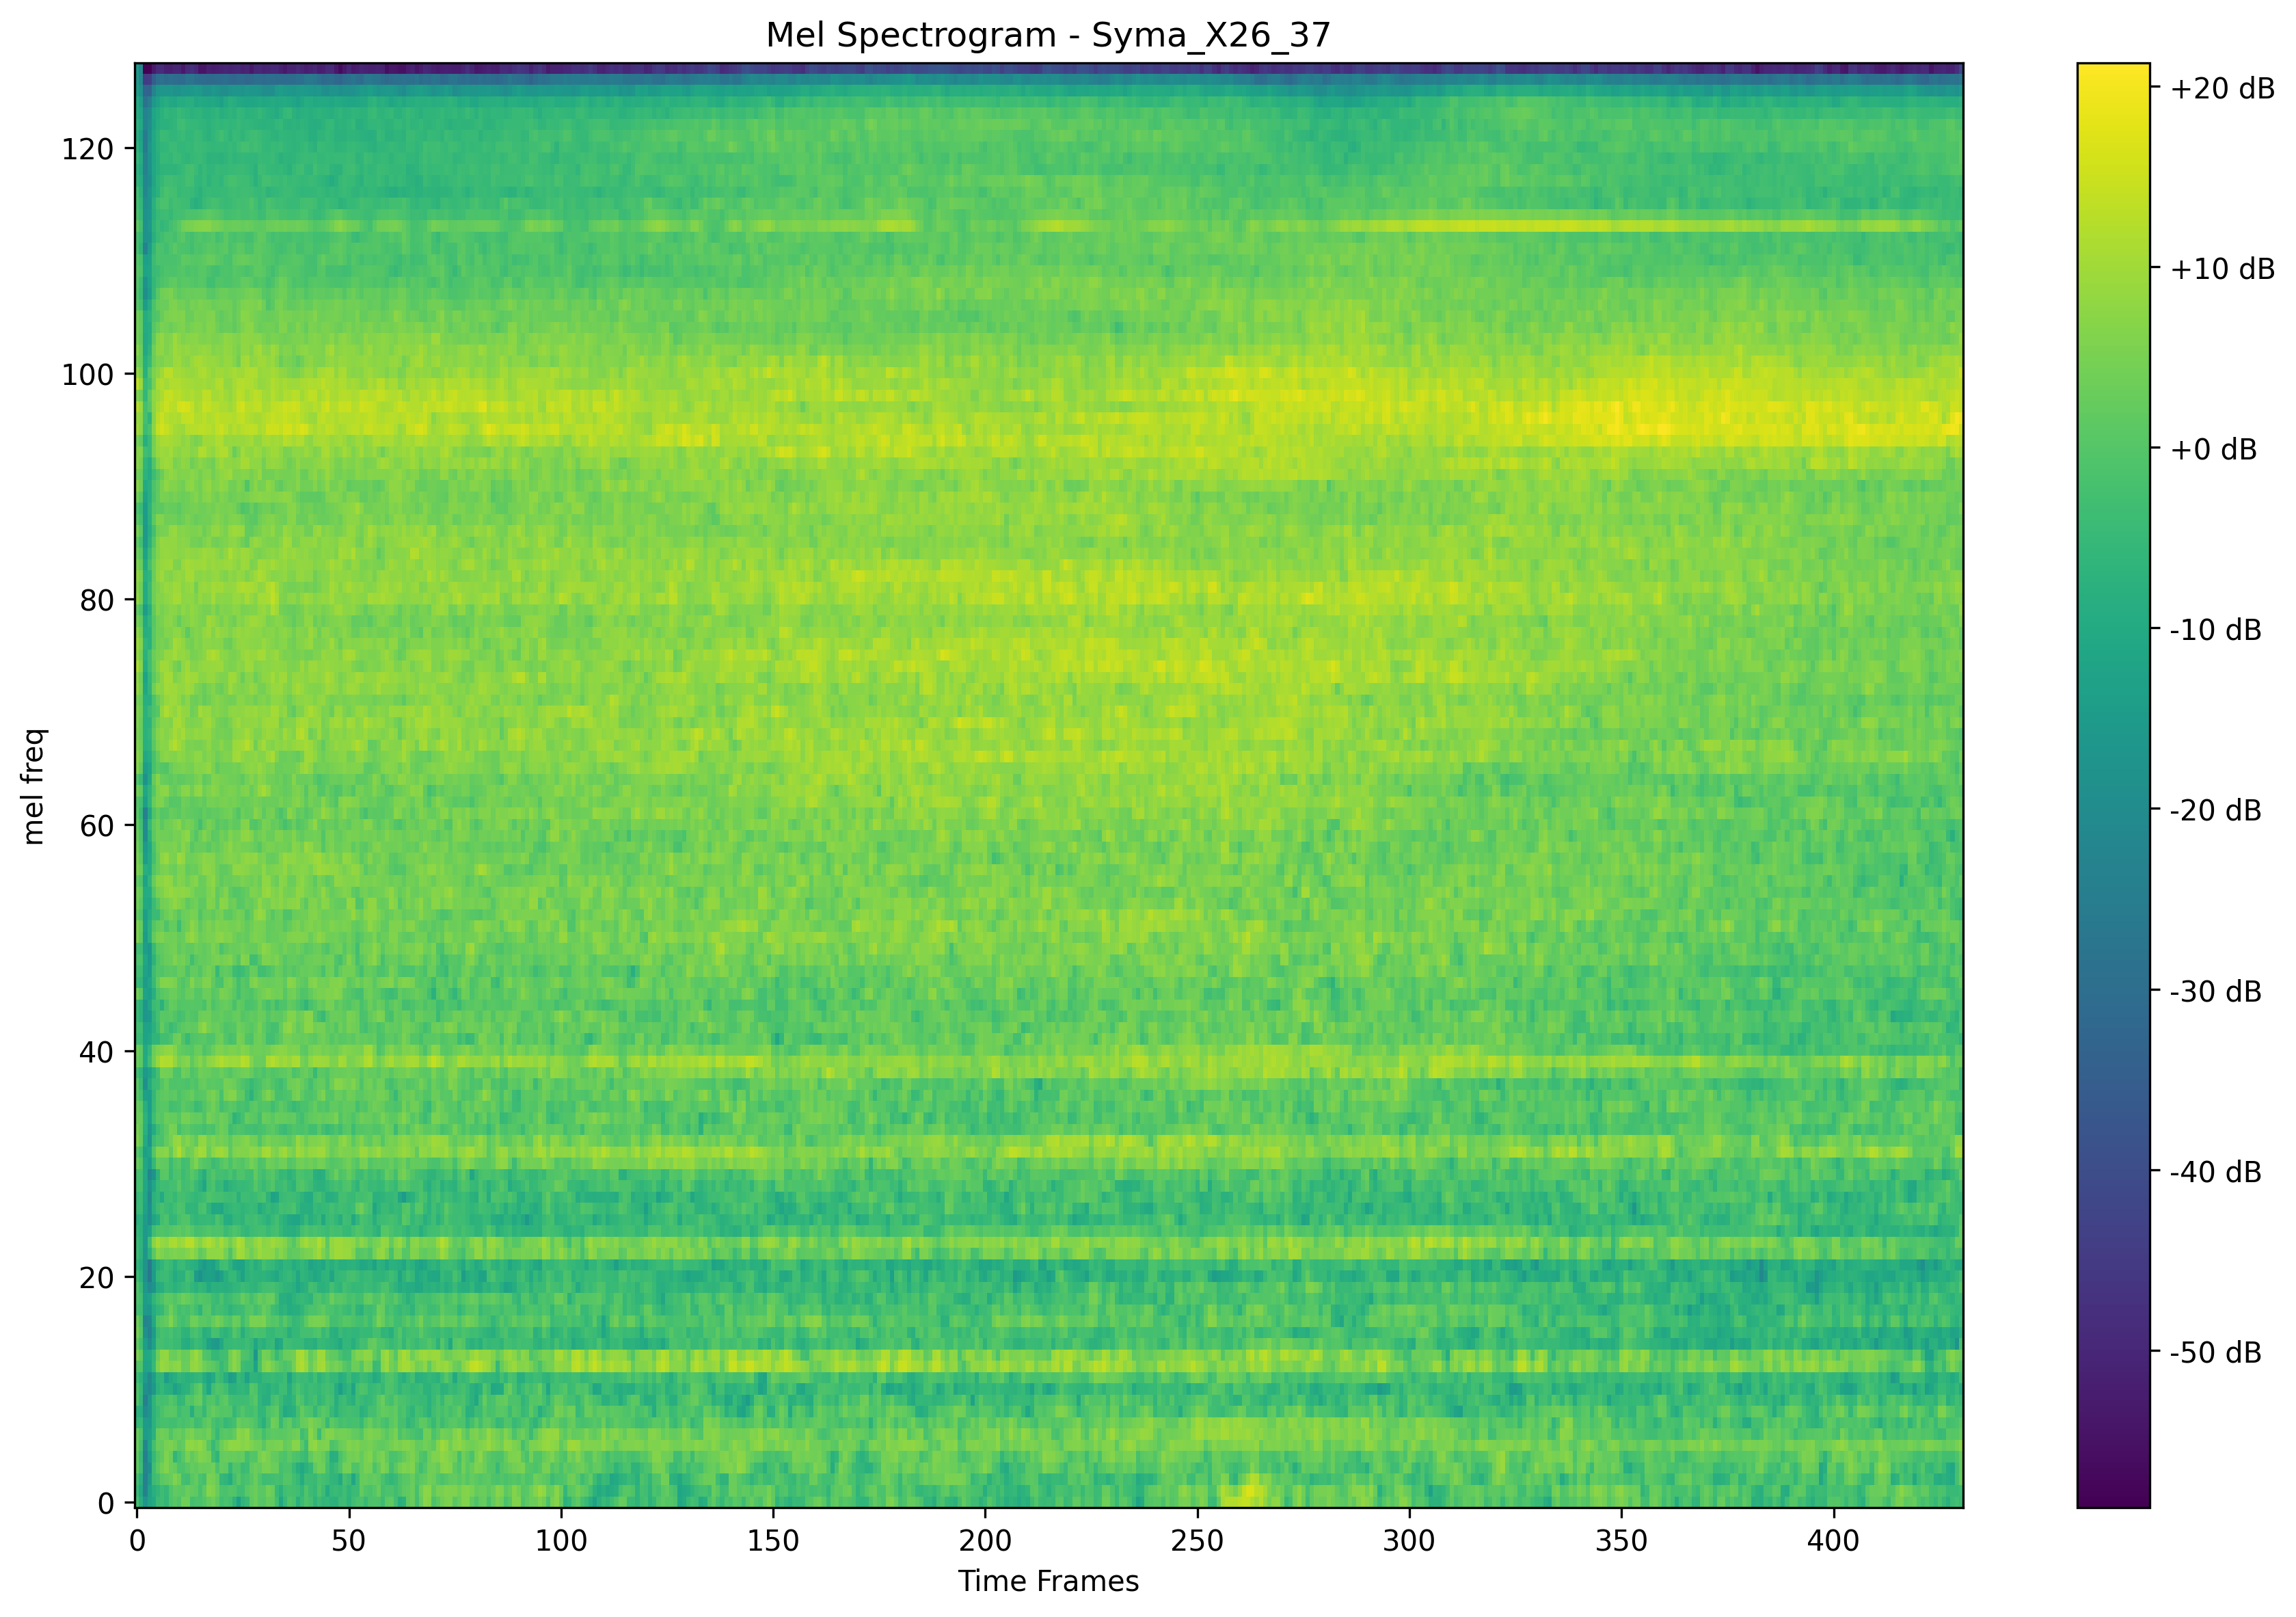 Mel Spectrogram - Syma_X26_37
mel freq
120
100
80
60
40
20
0
0 50 100 150 200 250 300 350 400
Time Frames
+20 dB
+10 dB
+0 dB
-10 dB
-20 dB
-30 dB
-40 dB
-50 dB